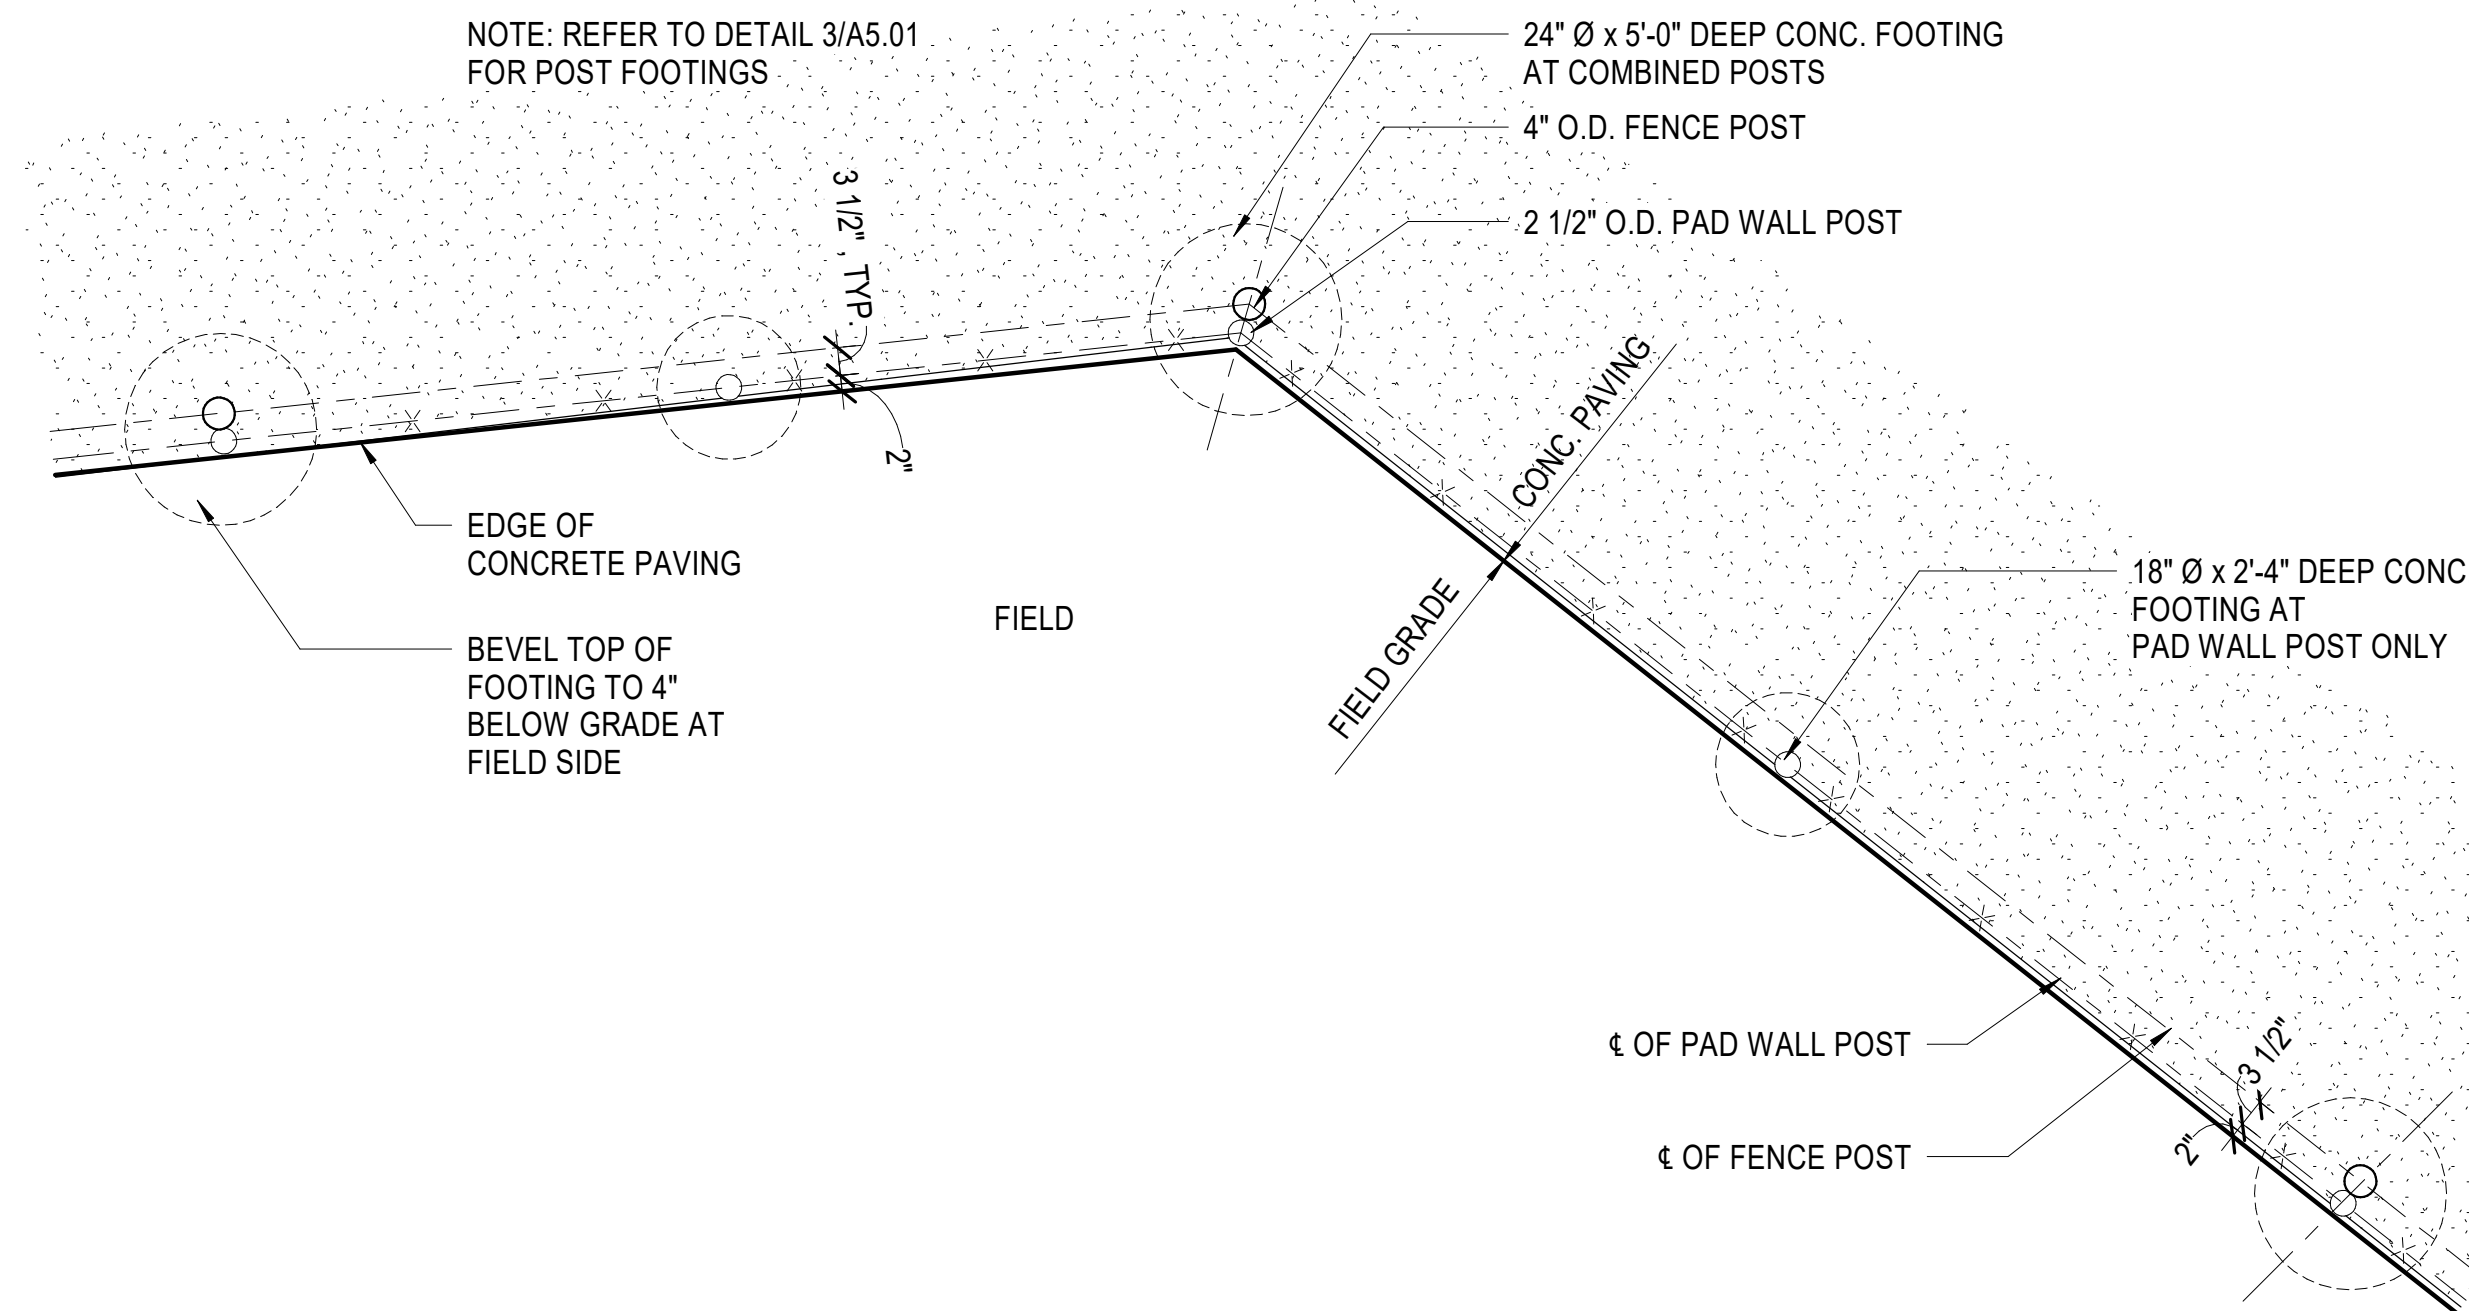 NOTE: REFER TO DETAIL 3/A5.01
FOR POST FOOTINGS
24" Ø x 5'-0" DEEP CONC. FOOTING
AT COMBINED POSTS
4" O.D. FENCE POST
2 1/2" O.D. PAD WALL POST
3 1/2" , TYP.
2"
EDGE OF
CONCRETE PAVING
BEVEL TOP OF
FOOTING TO 4"
BELOW GRADE AT
FIELD SIDE
FIELD
CONC. PAVING
FIELD GRADE
18" Ø x 2'-4" DEEP CONC
FOOTING AT
PAD WALL POST ONLY
℄ OF PAD WALL POST
℄ OF FENCE POST
3 1/2"
2"